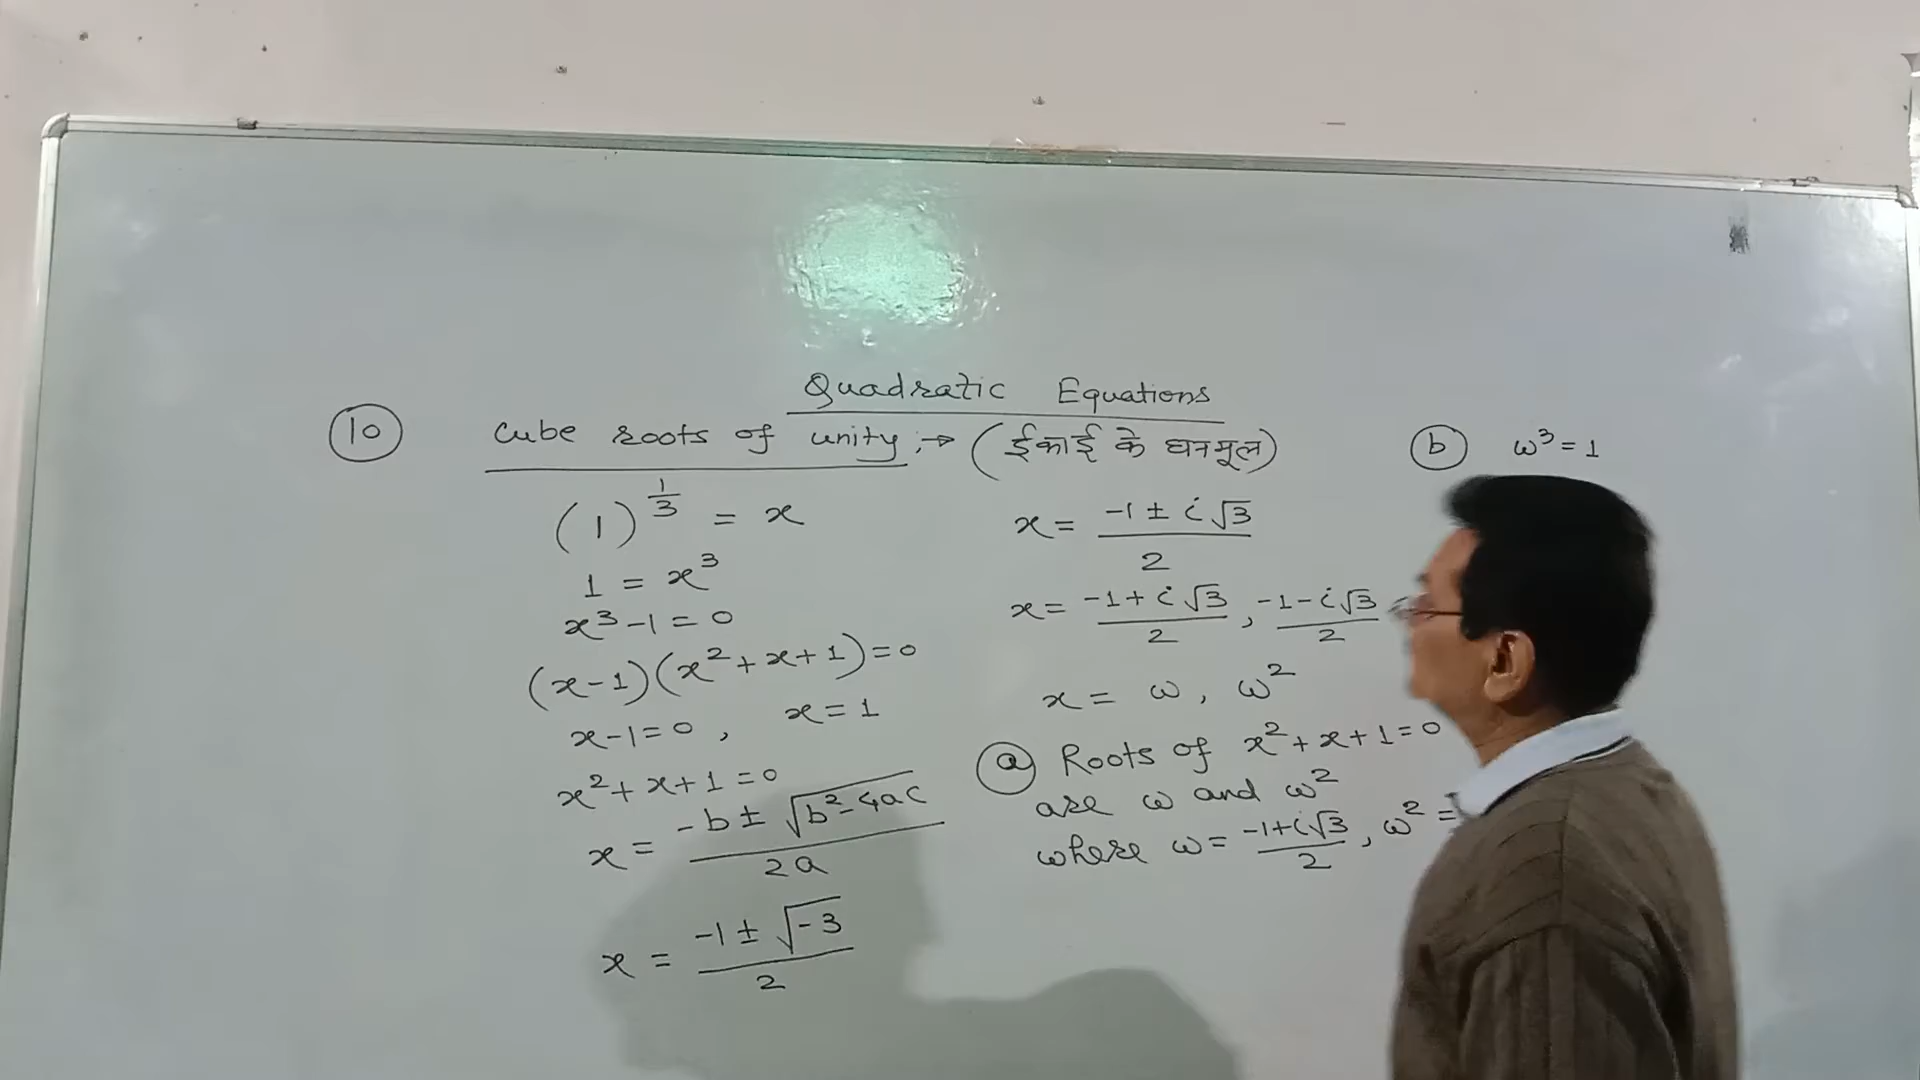 Quadratic Equations
10 Cube roots of unity :→ (ईकाई के घनमूल)
(1)^{1/3} = x
1 = x³
x³-1=0
(x-1)(x²+x+1)=0
x-1=0 , x=1
x²+x+1=0
x = (-b ± √(b²-4ac))/2a
x = (-1 ± √-3)/2
x = (-1 ± i√3)/2
x = (-1+i√3)/2 , (-1-i√3)/2
x = ω , ω²
a Roots of x²+x+1=0
are ω and ω²
where ω = (-1+i√3)/2 , ω² =
b ω³=1